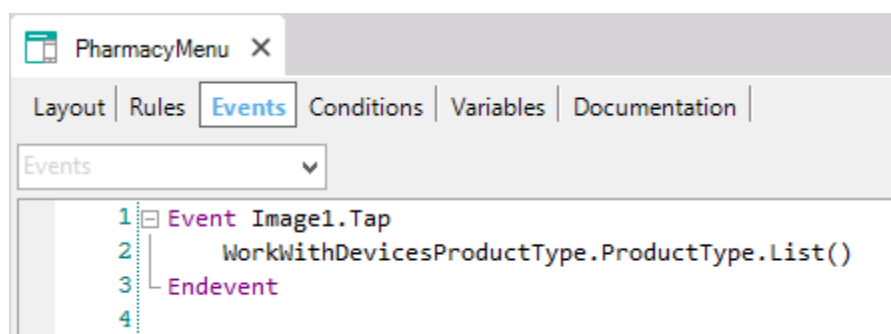 PharmacyMenu
Layout Rules Events Conditions Variables Documentation
Events
1 Event Image1.Tap
2 WorkWithDevicesProductType.ProductType.List()
3 Endevent
4